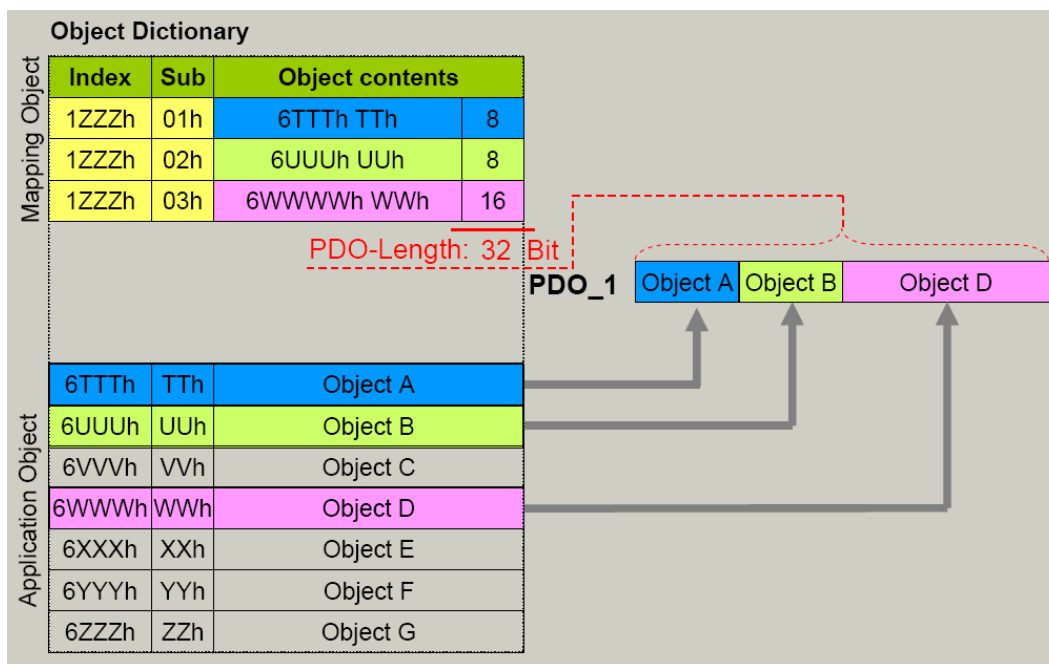 Object Dictionary
Mapping Object
Index Sub Object contents
1ZZZh 01h 6TTTh TTh 8
1ZZZh 02h 6UUUh UUh 8
1ZZZh 03h 6WWWWh WWh 16
PDO-Length: 32 Bit
PDO_1 Object A Object B Object D
Application Object
6TTTh TTh Object A
6UUUh UUh Object B
6VVVh VVh Object C
6WWWh WWh Object D
6XXXh XXh Object E
6YYYh YYh Object F
6ZZZh ZZh Object G